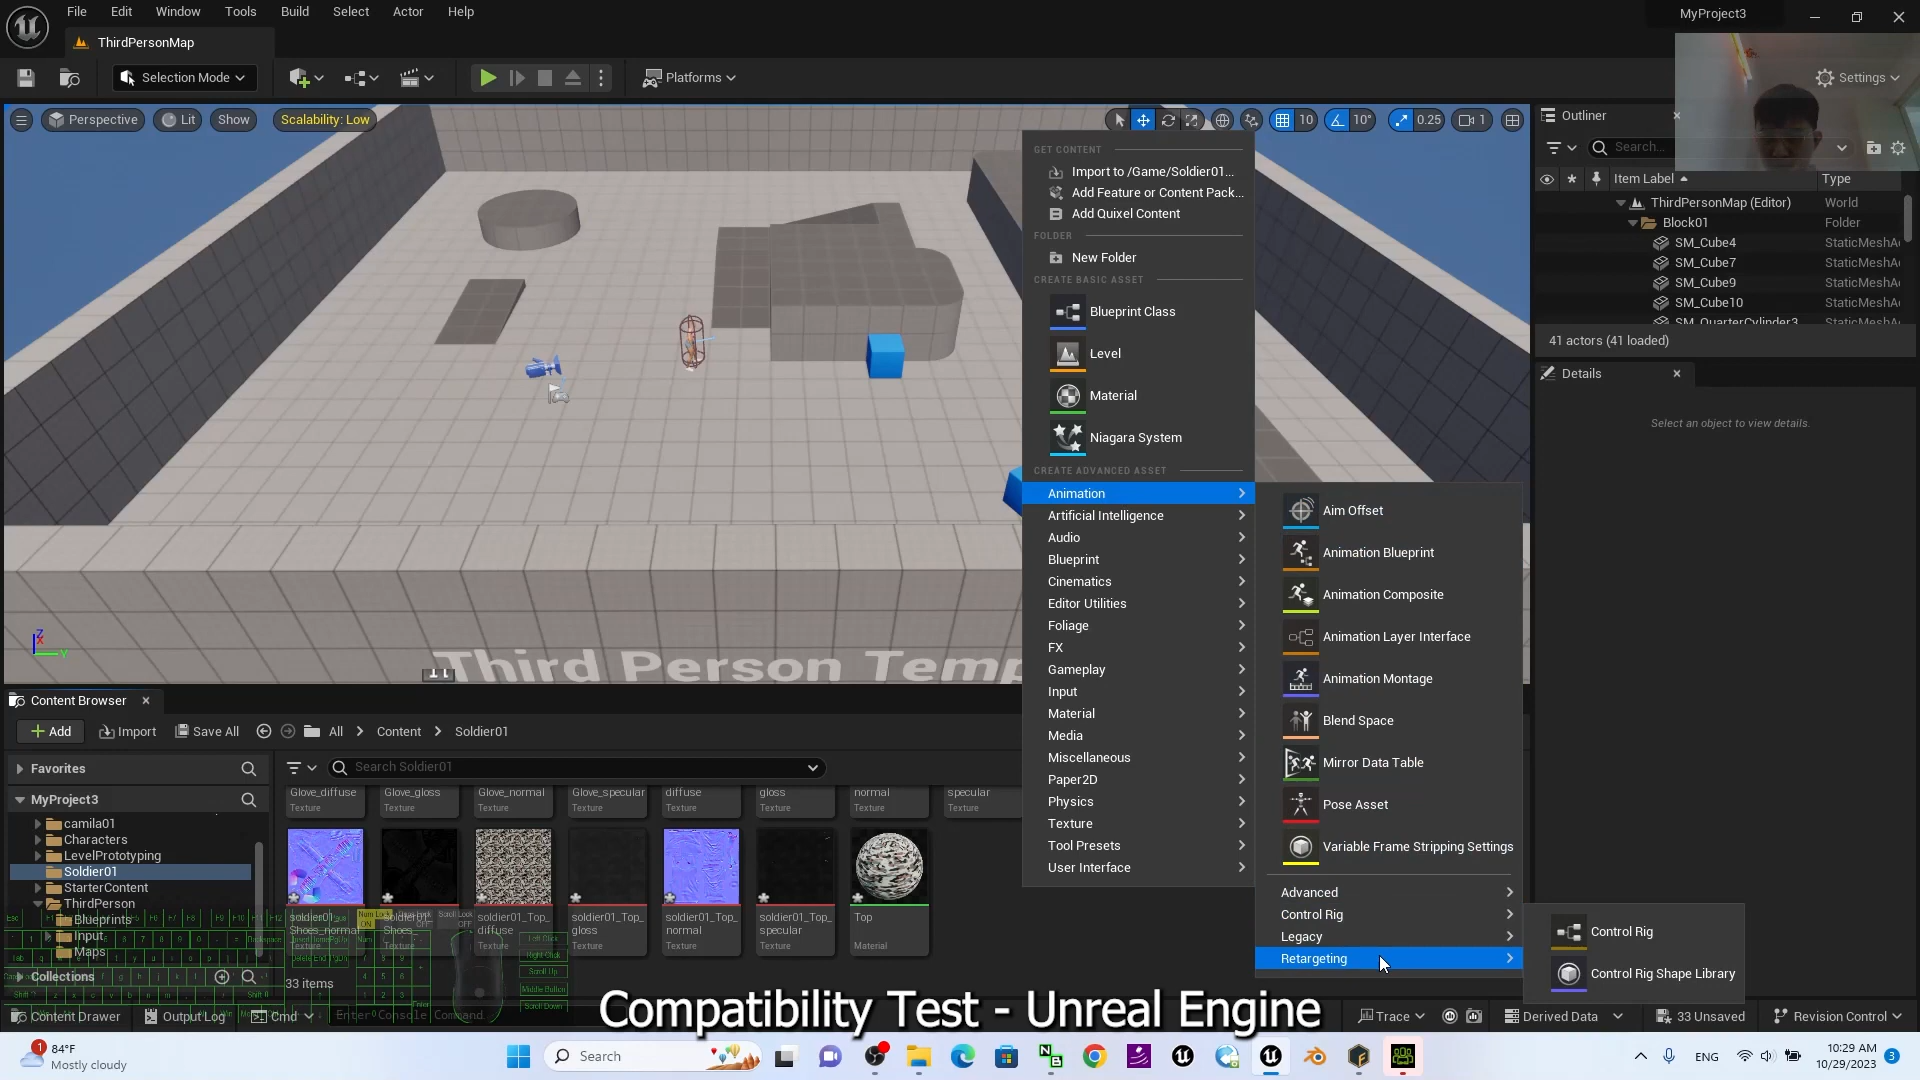 File Edit Window Tools Build Select Actor Help
MyProject3
ThirdPersonMap
Selection Mode
Platforms
Settings
Perspective Lit Show Scalability: Low
10 10° 0.25 1
GET CONTENT
Import to /Game/Soldier01...
Add Feature or Content Pack...
Add Quixel Content
FOLDER
New Folder
CREATE BASIC ASSET
Blueprint Class
Level
Material
Niagara System
CREATE ADVANCED ASSET
Animation
Artificial Intelligence
Audio
Blueprint
Cinematics
Editor Utilities
Foliage
FX
Gameplay
Input
Material
Media
Miscellaneous
Paper2D
Physics
Texture
Tool Presets
User Interface
Aim Offset
Animation Blueprint
Animation Composite
Animation Layer Interface
Animation Montage
Blend Space
Mirror Data Table
Pose Asset
Variable Frame Stripping Settings
Advanced
Control Rig
Legacy
Retargeting
Control Rig
Control Rig Shape Library
Outliner
Search...
Item Label Type
ThirdPersonMap (Editor) World
Block01 Folder
SM_Cube4 StaticMeshA
SM_Cube7 StaticMeshA
SM_Cube9 StaticMeshA
SM_Cube10 StaticMeshA
SM_QuarterCylinder3 StaticMeshA
41 actors (41 loaded)
Details
Select an object to view details.
Third Person Temp
Content Browser
Add Import Save All All Content Soldier01
Favorites
Search Soldier01
MyProject3
camila01
Characters
LevelPrototyping
Soldier01
StarterContent
ThirdPerson
Blueprints
Input
Maps
Collections
Glove_diffuse Glove_gloss Glove_normal Glove_specular diffuse gloss normal specular
Texture Texture Texture Texture Texture Texture Texture Texture
soldier01_Shoes_normal
soldier01_Top_diffuse
Texture
soldier01_Top_gloss
Texture
soldier01_Top_normal
Texture
soldier01_Top_specular
Texture
Top
Material
33 items
Compatibility Test - Unreal Engine
Content Drawer Output Log Cmd Enter Console Command
Trace Derived Data 33 Unsaved Revision Control
1
84°F
Mostly cloudy
Search
ENG
10:29 AM
10/29/2023
3